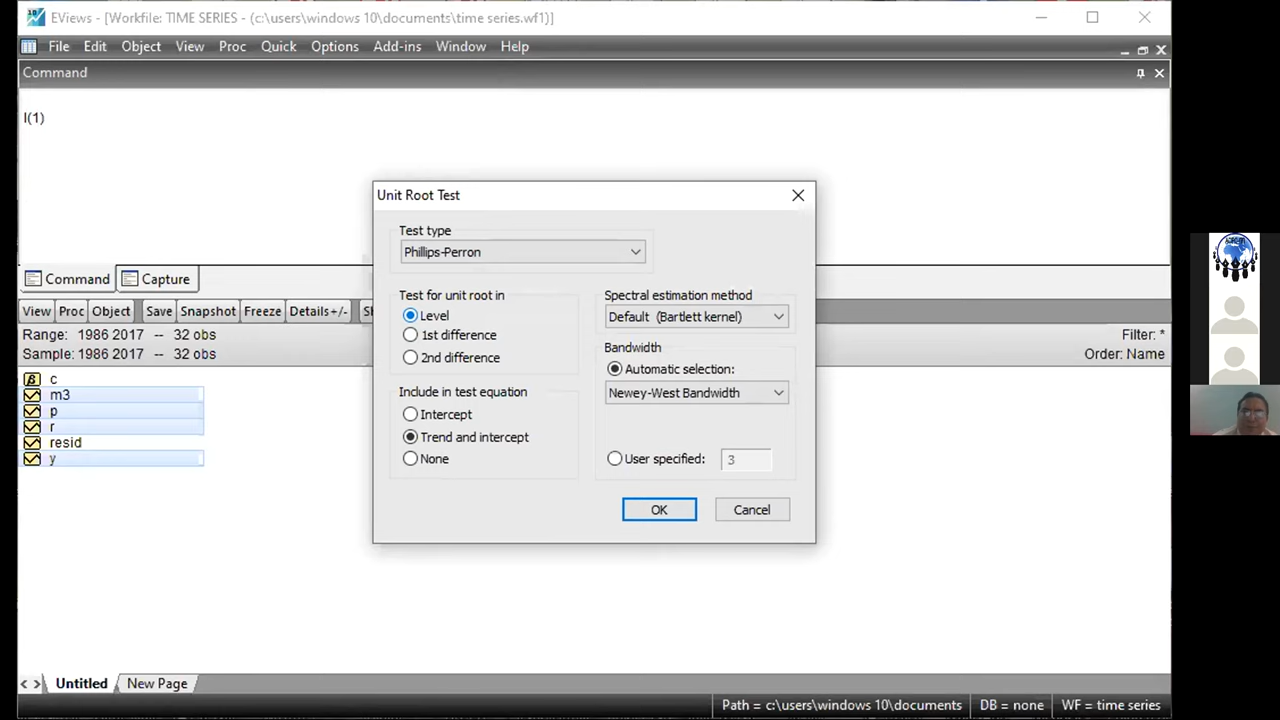 EViews - [Workfile: TIME SERIES - (c:\users\windows 10\documents\time series.wf1)]
File Edit Object View Proc Quick Options Add-ins Window Help
Command
I(1)
Unit Root Test
Test type
Phillips-Perron
Test for unit root in
Level
1st difference
2nd difference
Include in test equation
Intercept
Trend and intercept
None
Spectral estimation method
Default (Bartlett kernel)
Bandwidth
Automatic selection:
Newey-West Bandwidth
User specified: 3
OK Cancel
Command Capture
View Proc Object Save Snapshot Freeze Details+/-
Range: 1986 2017 -- 32 obs Filter: *
Sample: 1986 2017 -- 32 obs Order: Name
c
m3
p
r
resid
y
Untitled New Page
Path = c:\users\windows 10\documents DB = none WF = time series